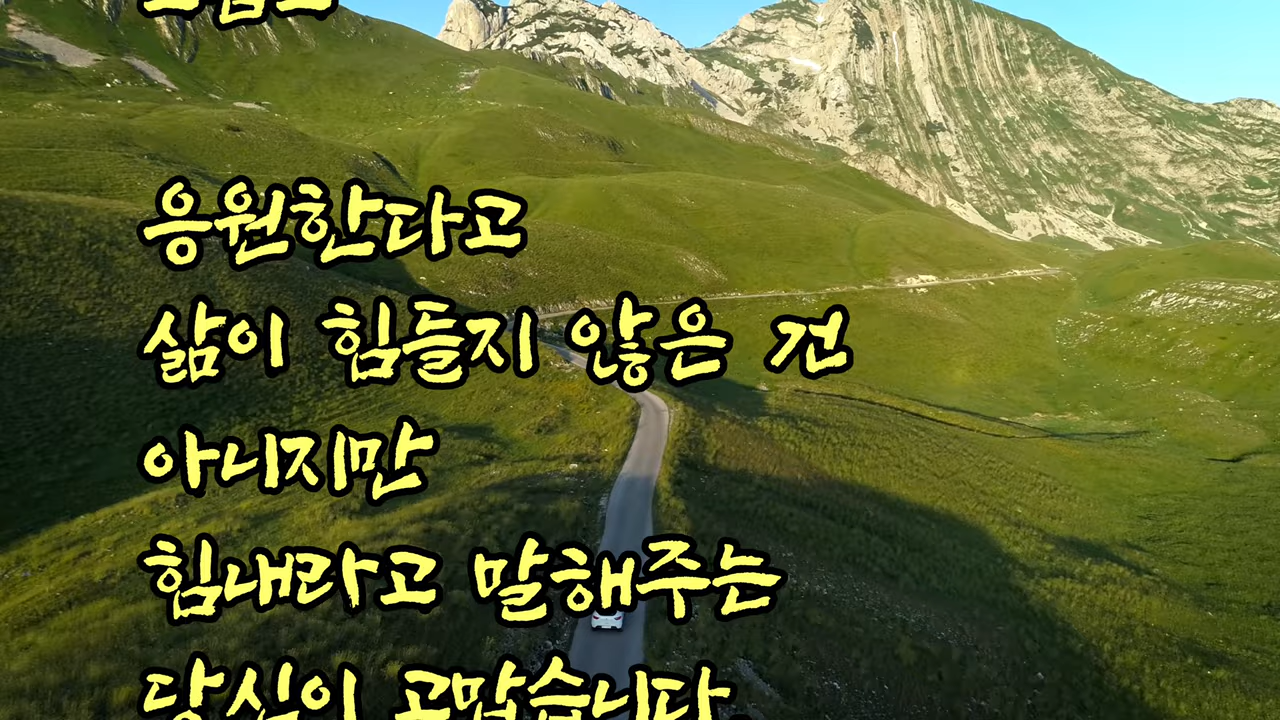 응원한다고
삶이 힘들지 않은 건
아니지만
힘내라고 말해주는
당신이 고맙습니다.